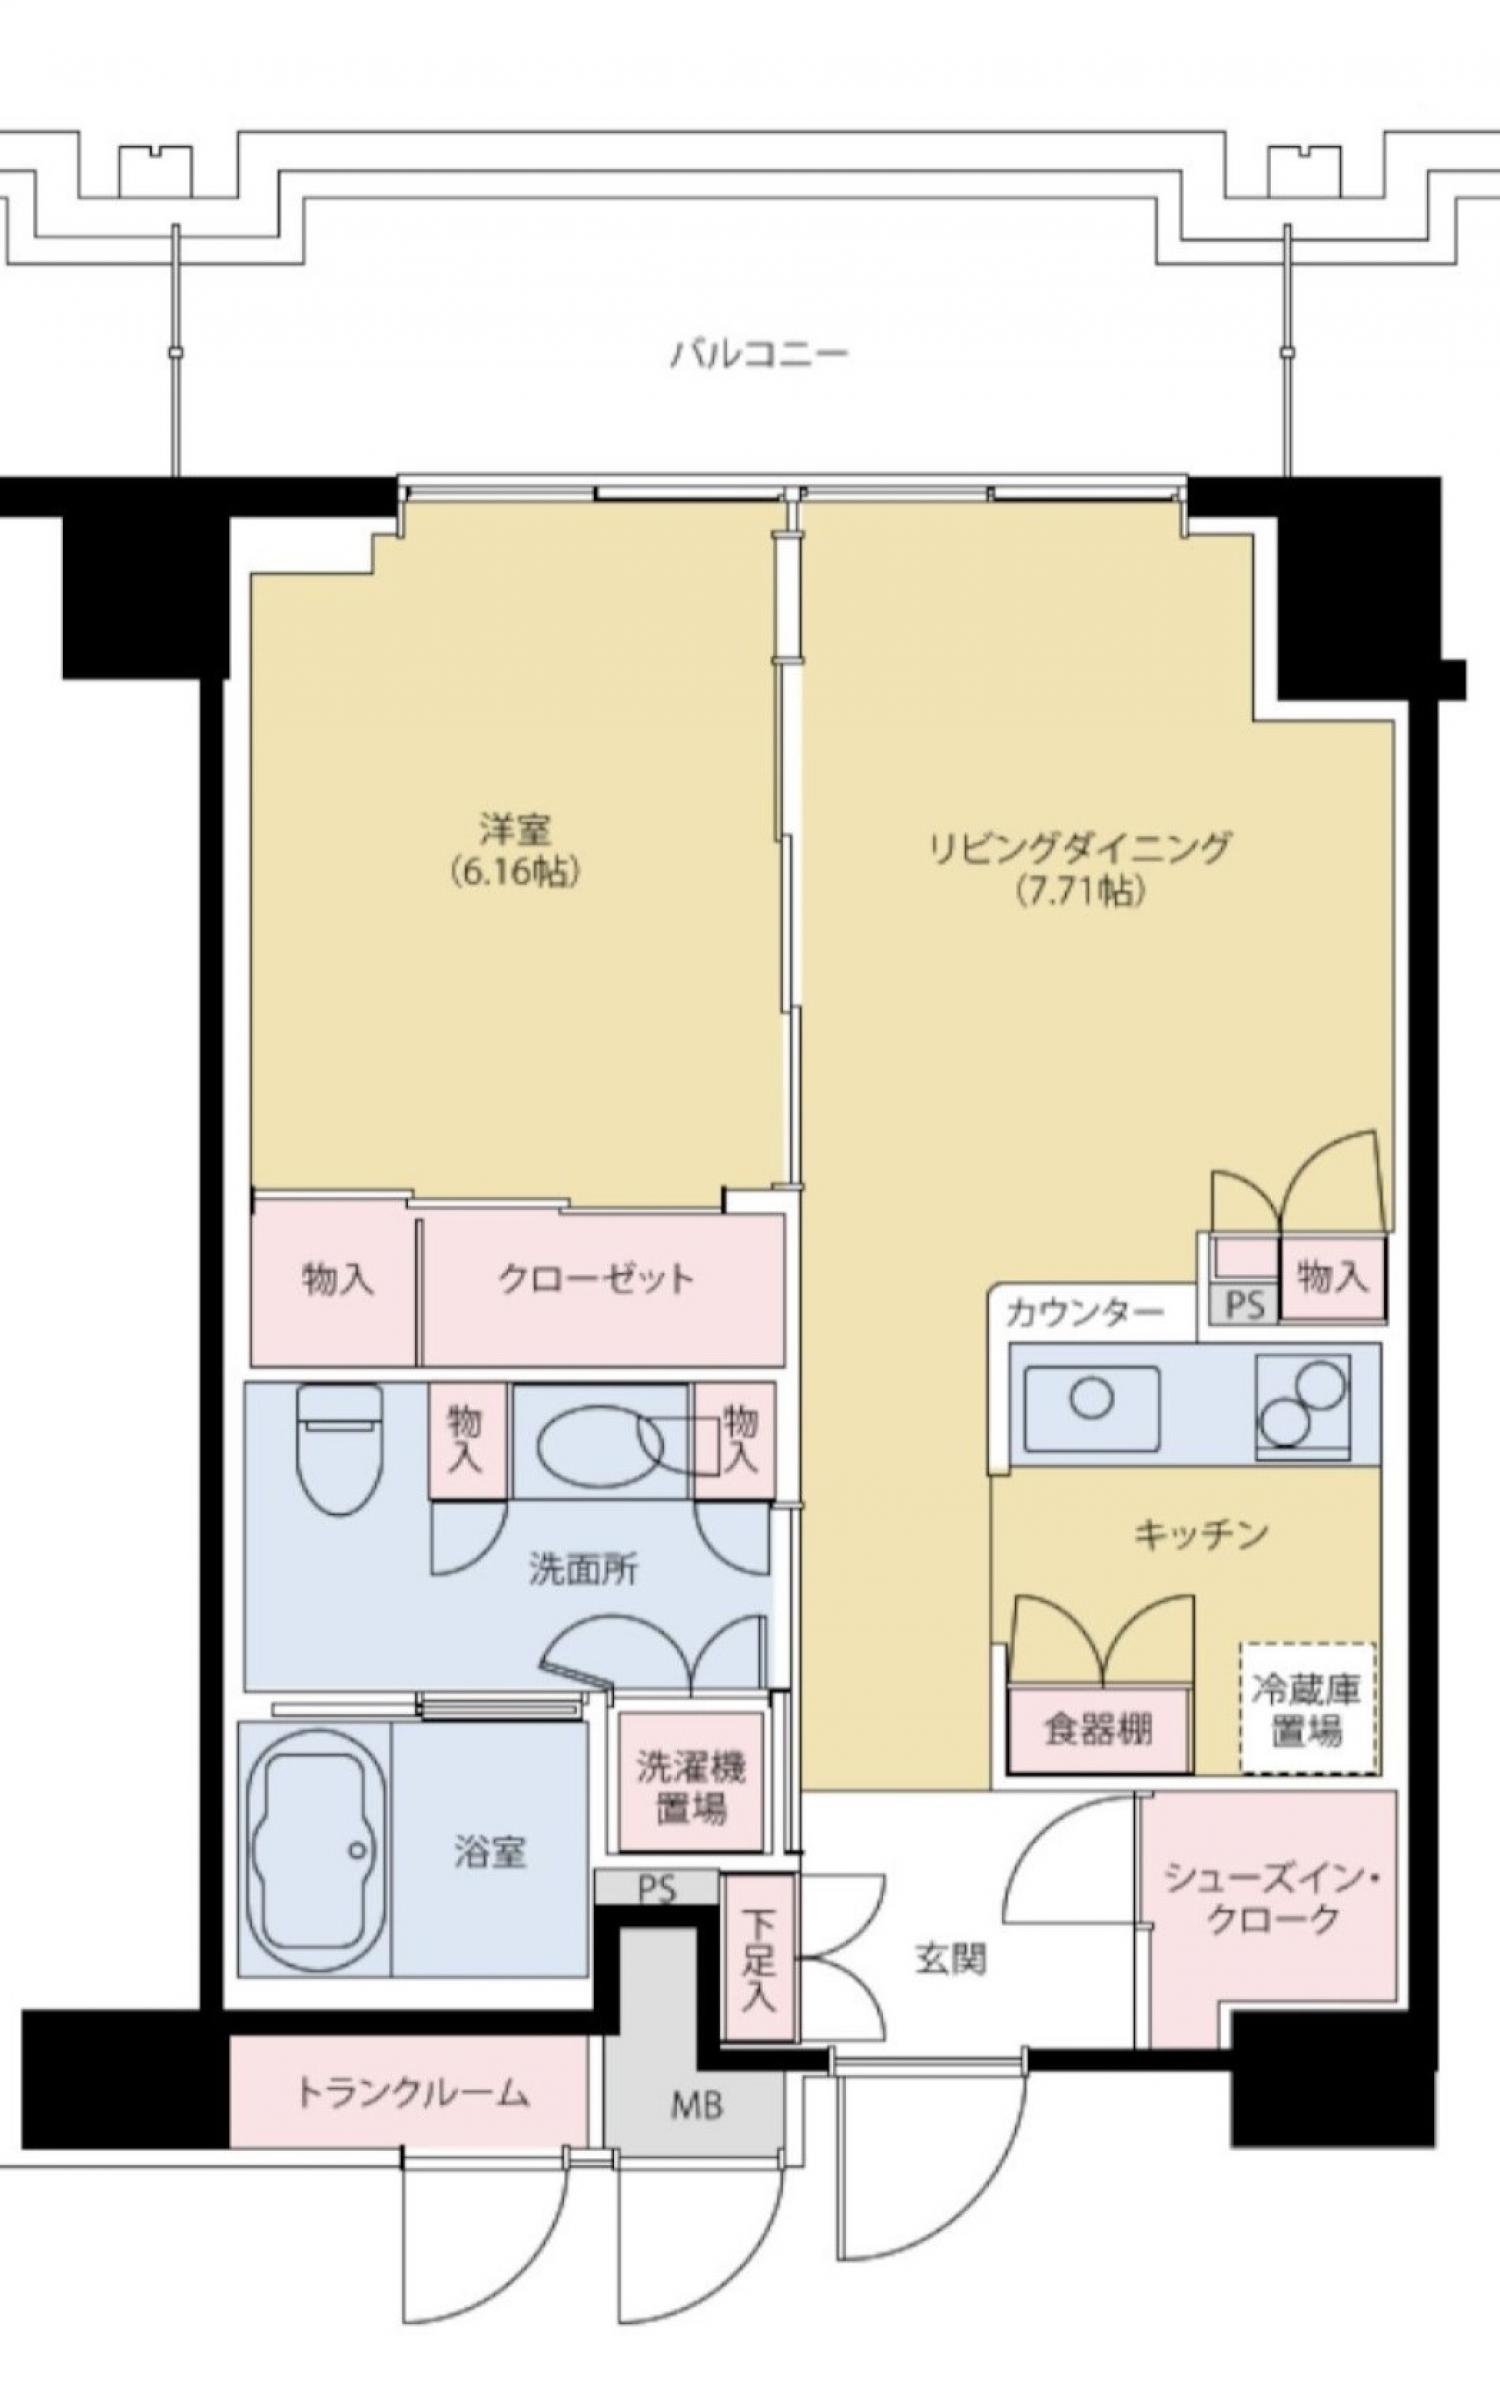 バルコニー
洋室
(6.16帖)
リビングダイニング
(7.71帖)
物入
クローゼット
物入
PS
カウンター
物入
物入
キッチン
洗面所
冷蔵庫
置場
食器棚
洗濯機
置場
浴室
PS
シューズイン・
クローク
下足入
玄関
トランクルーム
MB